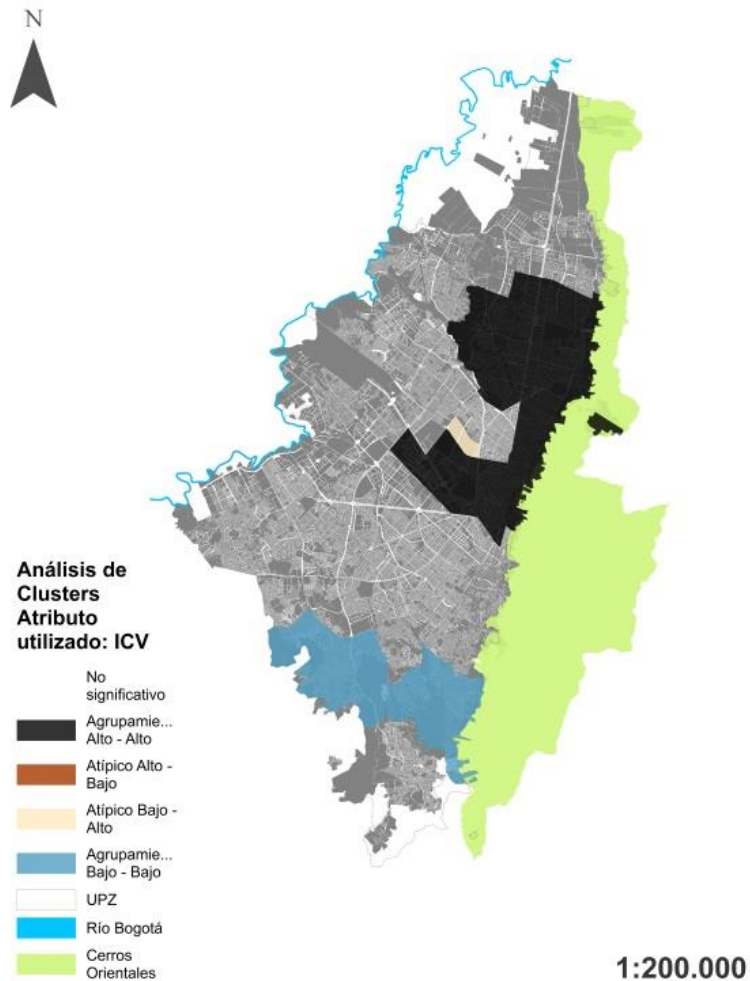 N
Análisis de
Clusters
Atributo
utilizado: ICV
No
significativo
Agrupamie...
Alto - Alto
Atípico Alto -
Bajo
Atípico Bajo -
Alto
Agrupamie...
Bajo - Bajo
UPZ
Río Bogotá
Cerros
Orientales
1:200.000